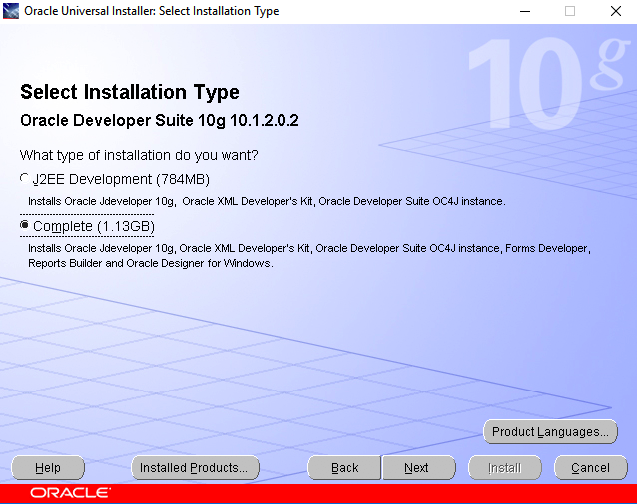 Oracle Universal Installer: Select Installation Type
10g
Select Installation Type
Oracle Developer Suite 10g 10.1.2.0.2
What type of installation do you want?
J2EE Development (784MB)
Installs Oracle Jdeveloper 10g, Oracle XML Developer's Kit, Oracle Developer Suite OC4J instance.
Complete (1.13GB)
Installs Oracle Jdeveloper 10g, Oracle XML Developer's Kit, Oracle Developer Suite OC4J instance, Forms Developer,
Reports Builder and Oracle Designer for Windows.
Product Languages...
Help Installed Products... Back Next Install Cancel
ORACLE